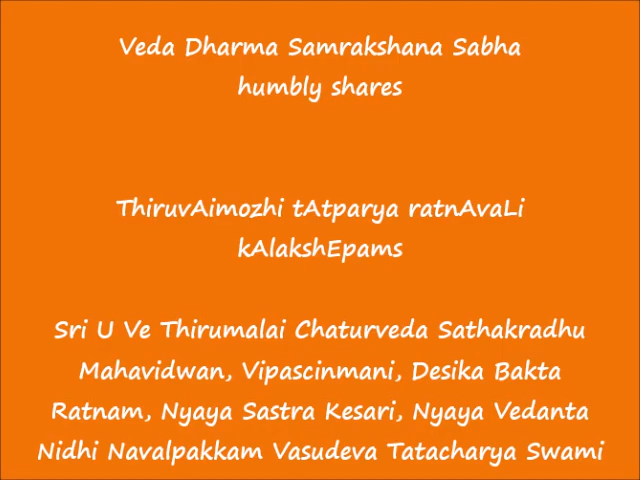 Veda Dharma Samrakshana Sabha
humbly shares
ThiruvAimozhi tAtparya ratnAvaLi
kAlakshEpams
Sri U Ve Thirumalai Chaturveda Sathakradhu
Mahavidwan, Vipascinmani, Desika Bakta
Ratnam, Nyaya Sastra Kesari, Nyaya Vedanta
Nidhi Navalpakkam Vasudeva Tatacharya Swami